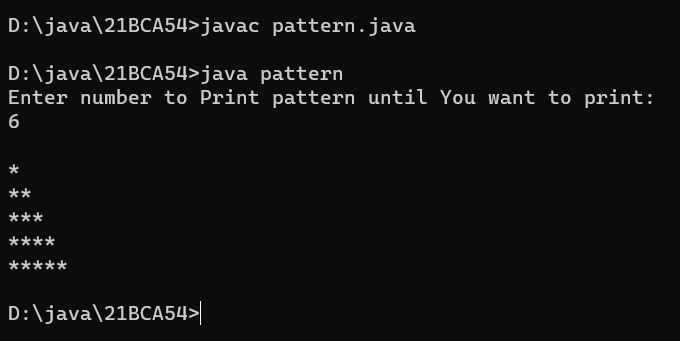 D:\java\21BCA54>javac pattern.java
D:\java\21BCA54>java pattern
Enter number to Print pattern until You want to print:
6
*
**
***
****
*****
D:\java\21BCA54>